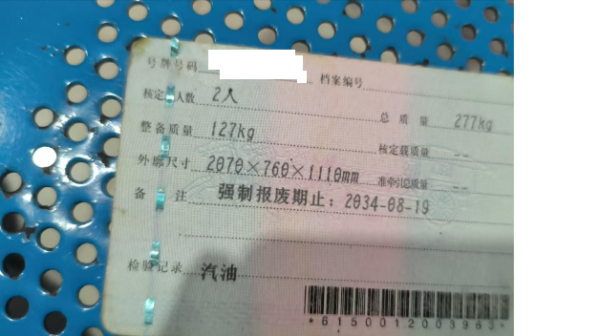 号牌号码 档案编号
核定人数 2人 总质量 277kg
整备质量 127kg 核定载质量 --
外廓尺寸 2070×760×1110mm 准牵引总质量 --
备注 强制报废期止：2034-08-19
检验记录 汽油
*6150012003963*